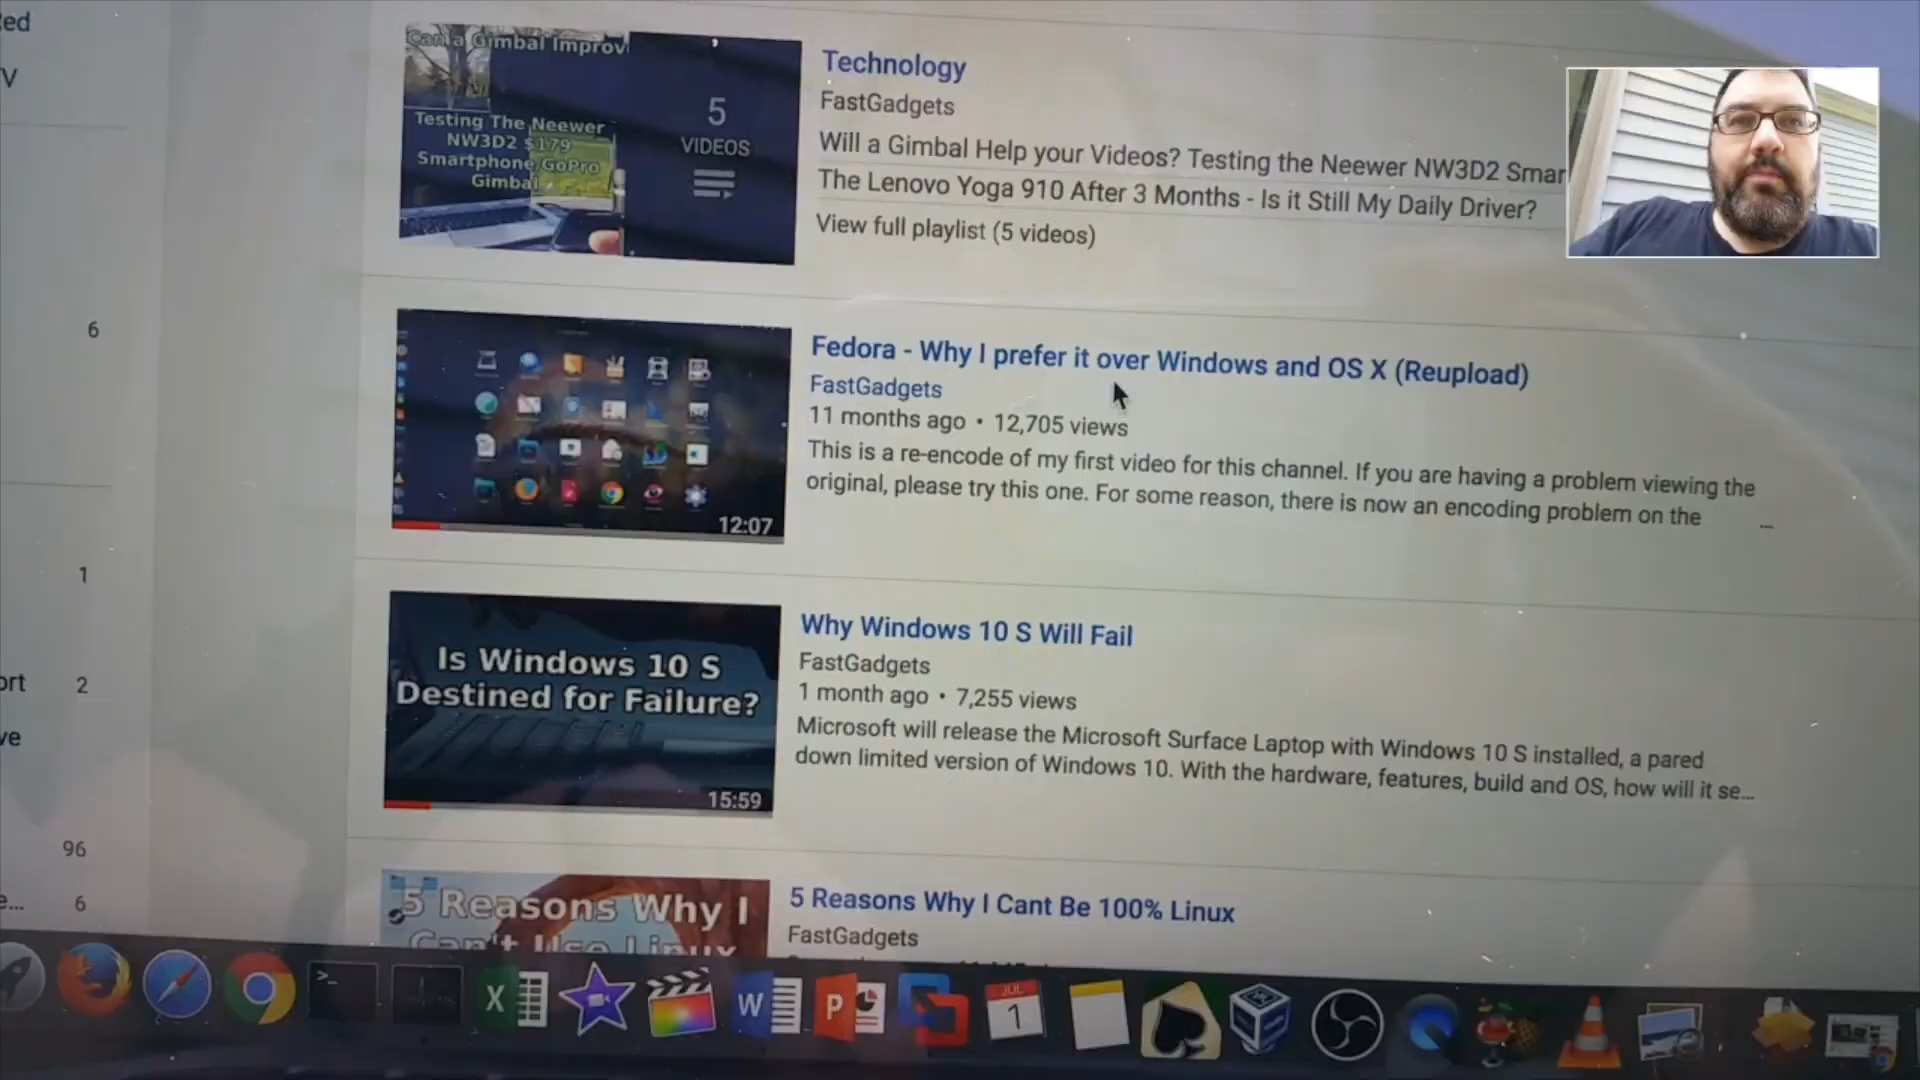 ed
V
6
1
ort 2
ve
96
e... 6
Can a Gimbal Improv
Testing The Neewer
NW3D2 $179
Smartphone/GoPro
Gimbal
5
VIDEOS
Technology
FastGadgets
Will a Gimbal Help your Videos? Testing the Neewer NW3D2 Smar
The Lenovo Yoga 910 After 3 Months - Is it Still My Daily Driver?
View full playlist (5 videos)
12:07
Fedora - Why I prefer it over Windows and OS X (Reupload)
FastGadgets
11 months ago • 12,705 views
This is a re-encode of my first video for this channel. If you are having a problem viewing the
original, please try this one. For some reason, there is now an encoding problem on the ...
Is Windows 10 S
Destined for Failure?
15:59
Why Windows 10 S Will Fail
FastGadgets
1 month ago • 7,255 views
Microsoft will release the Microsoft Surface Laptop with Windows 10 S installed, a pared
down limited version of Windows 10. With the hardware, features, build and OS, how will it se...
5 Reasons Why I
Can't Use Linux
5 Reasons Why I Cant Be 100% Linux
FastGadgets
>_
X
W
P
JUL
1